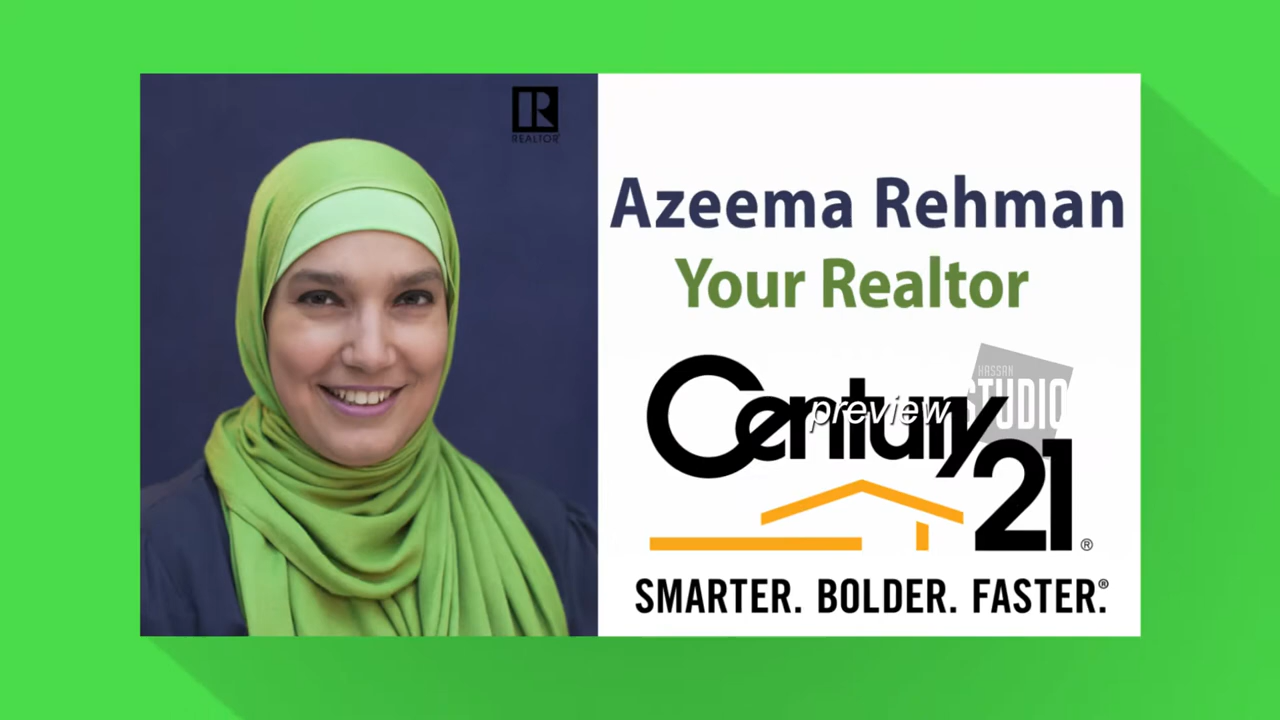 REALTOR
Azeema Rehman
Your Realtor
HASSAN
STUDIO
preview
Century
21®
SMARTER. BOLDER. FASTER.®